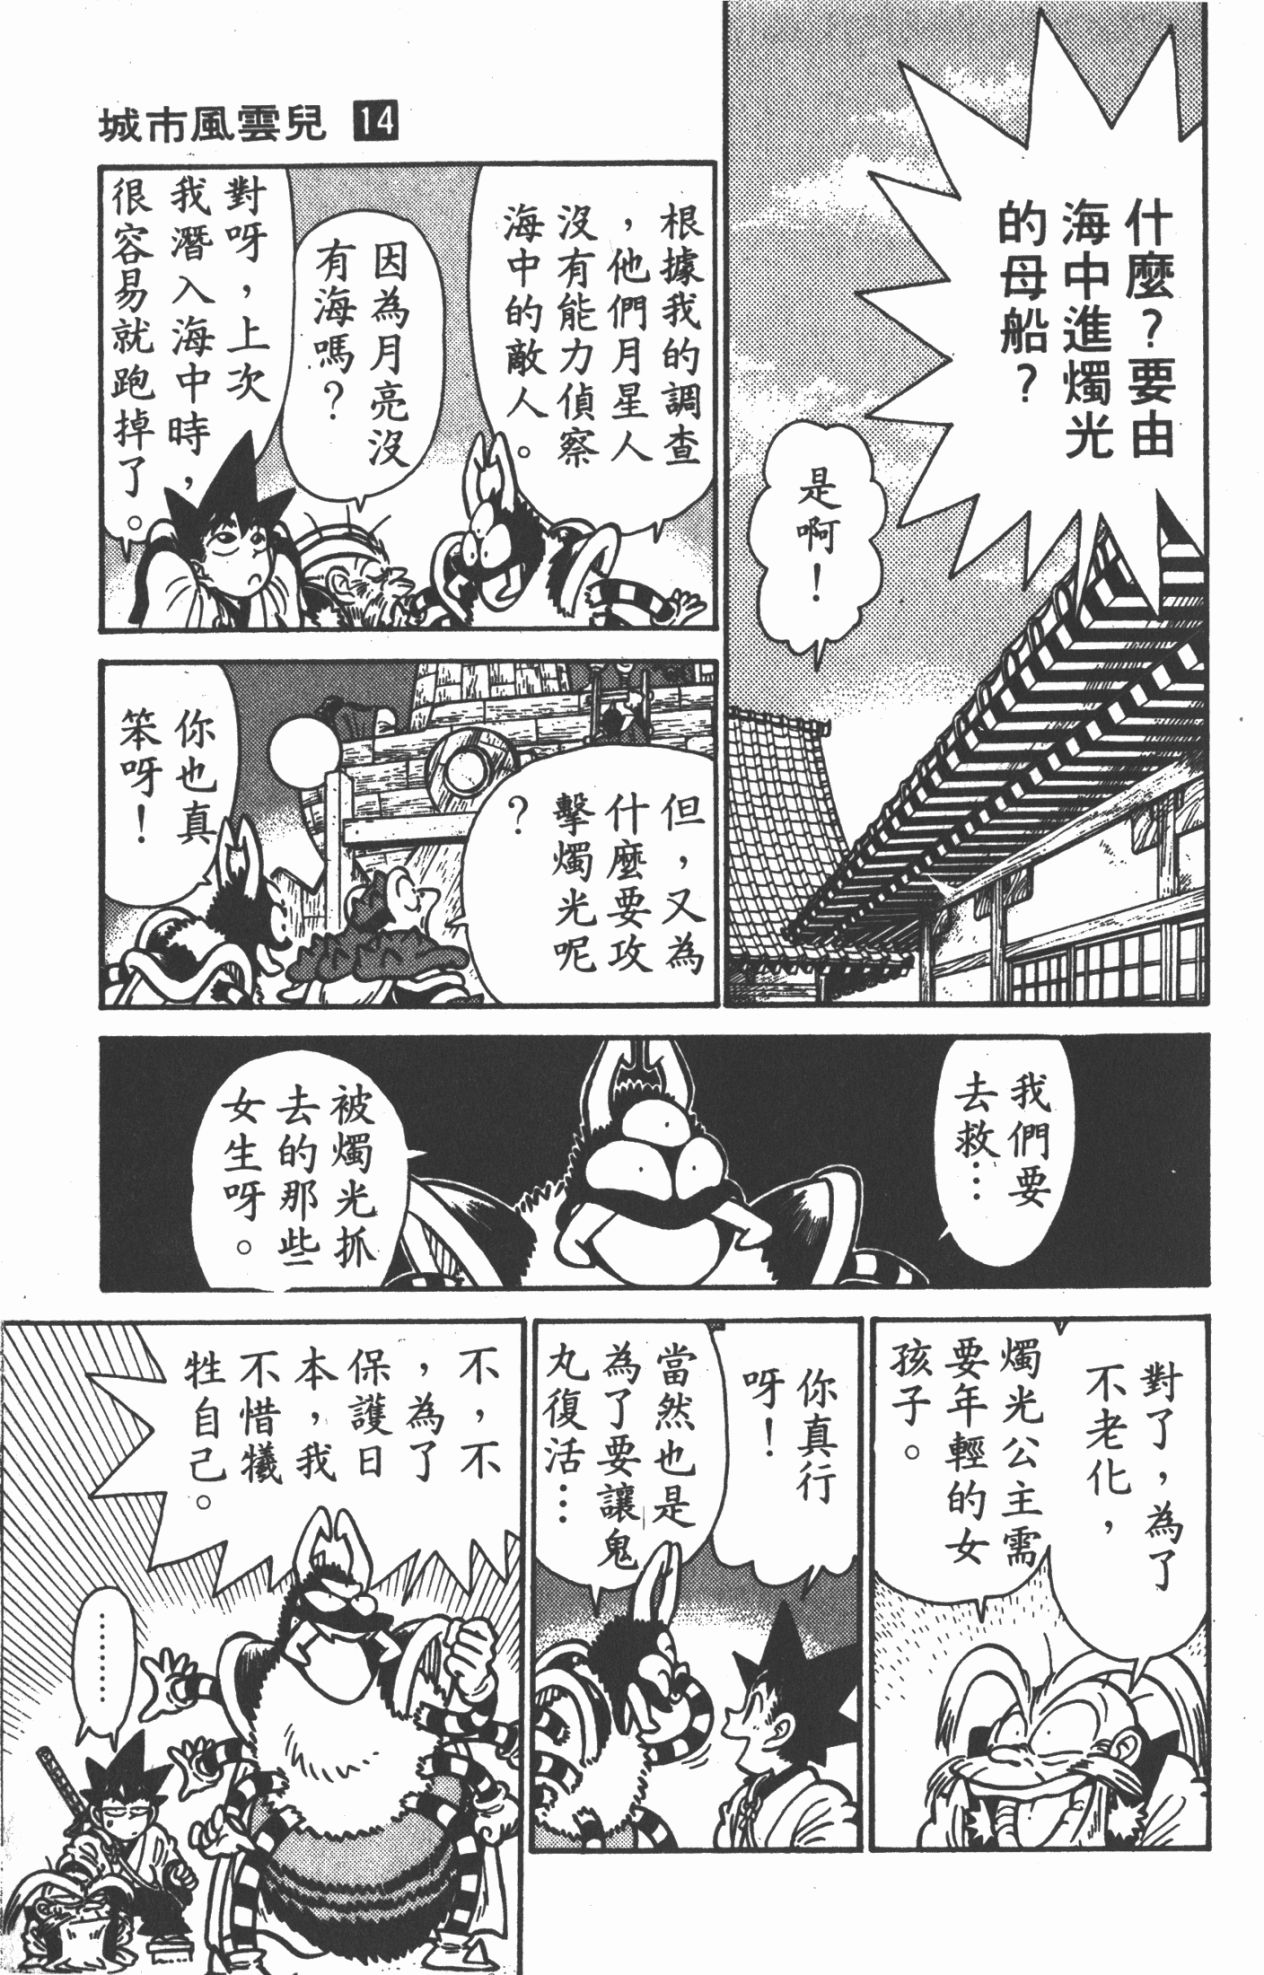 城市風雲兒 14
什麼？要由
海中進燭光
的母船？
是啊！
根據我的調查
，他們月星人
沒有能力偵察
海中的敵人。
因為月亮沒
有海嗎？
對呀，上次
我潛入海中時，
很容易就跑掉了。
但，又為
什麼要攻
擊燭光呢
？
你也真
笨呀！
我們要
去救…
被燭光抓
去的那些
女生呀。
對了，為了
不老化，
燭光公主需
要年輕的女
孩子。
你真行
呀！
當然也是
為了要讓鬼
丸復活…
不，不
，為了
保護日
本，我
不惜犧
牲自己。
………